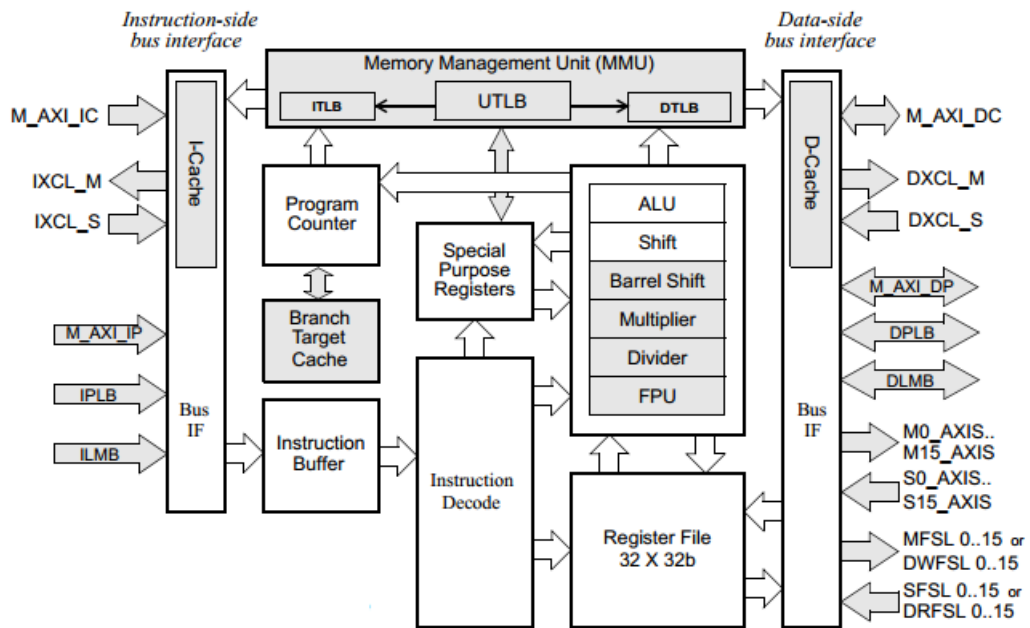 Instruction-side
bus interface
Data-side
bus interface
Memory Management Unit (MMU)
ITLB
UTLB
DTLB
M_AXI_IC
IXCL_M
IXCL_S
I-Cache
M_AXI_IP
IPLB
ILMB
Bus
IF
Program
Counter
Branch
Target
Cache
Instruction
Buffer
Special
Purpose
Registers
Instruction
Decode
ALU
Shift
Barrel Shift
Multiplier
Divider
FPU
Register File
32 X 32b
D-Cache
Bus
IF
M_AXI_DC
DXCL_M
DXCL_S
M_AXI_DP
DPLB
DLMB
M0_AXIS..
M15_AXIS
S0_AXIS..
S15_AXIS
MFSL 0..15 or
DWFSL 0..15
SFSL 0..15 or
DRFSL 0..15